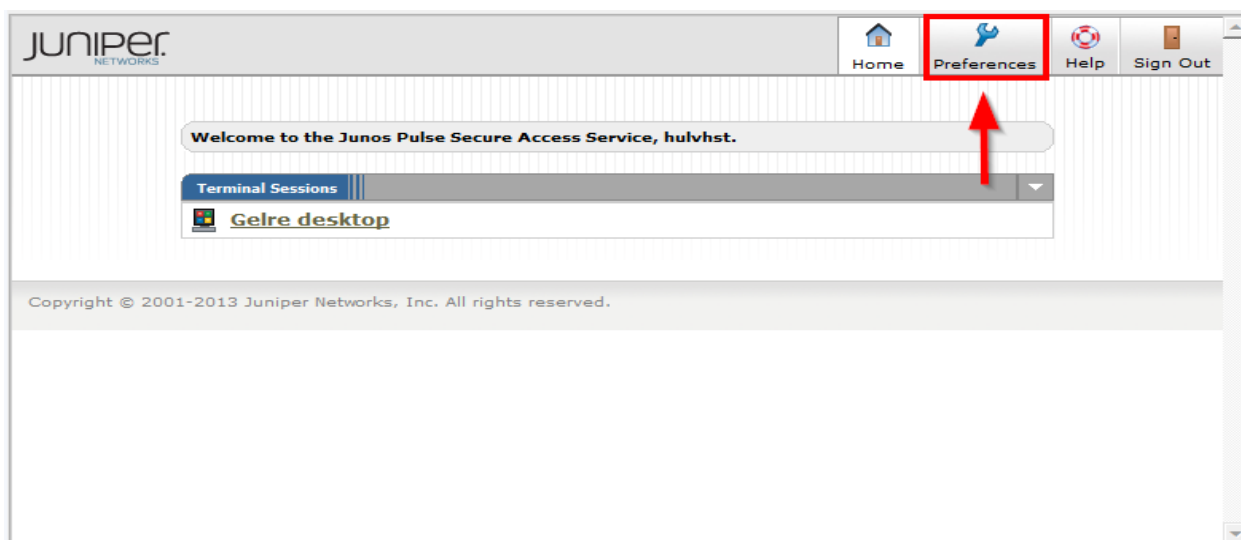 JUNIPER
NETWORKS
Home
Preferences
Help
Sign Out
Welcome to the Junos Pulse Secure Access Service, hulvhst.
Terminal Sessions
Gelre desktop
Copyright © 2001-2013 Juniper Networks, Inc. All rights reserved.